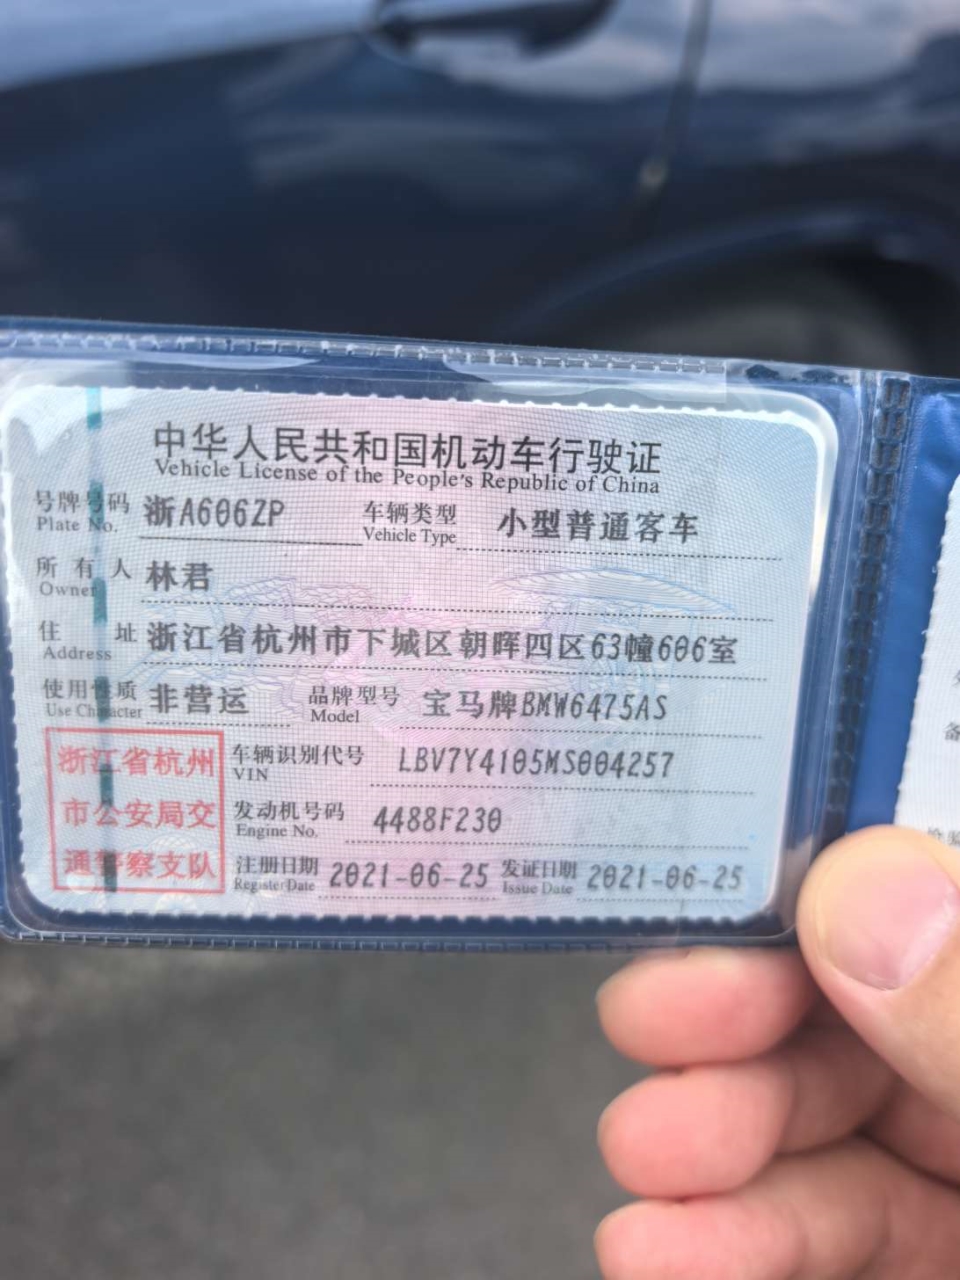 中华人民共和国机动车行驶证
Vehicle License of the People's Republic of China
号牌号码 浙A606ZP 车辆类型 小型普通客车
Plate No. Vehicle Type
所有人 林君
Owner
住址 浙江省杭州市下城区朝晖四区63幢606室
Address
使用性质 非营运 品牌型号 宝马牌BMW6475AS
Use Character Model
浙江省杭州
市公安局交
通警察支队
车辆识别代号 LBV7Y4105MS004257
VIN
发动机号码 4488F230
Engine No.
注册日期 2021-06-25 发证日期 2021-06-25
Register Date Issue Date
备